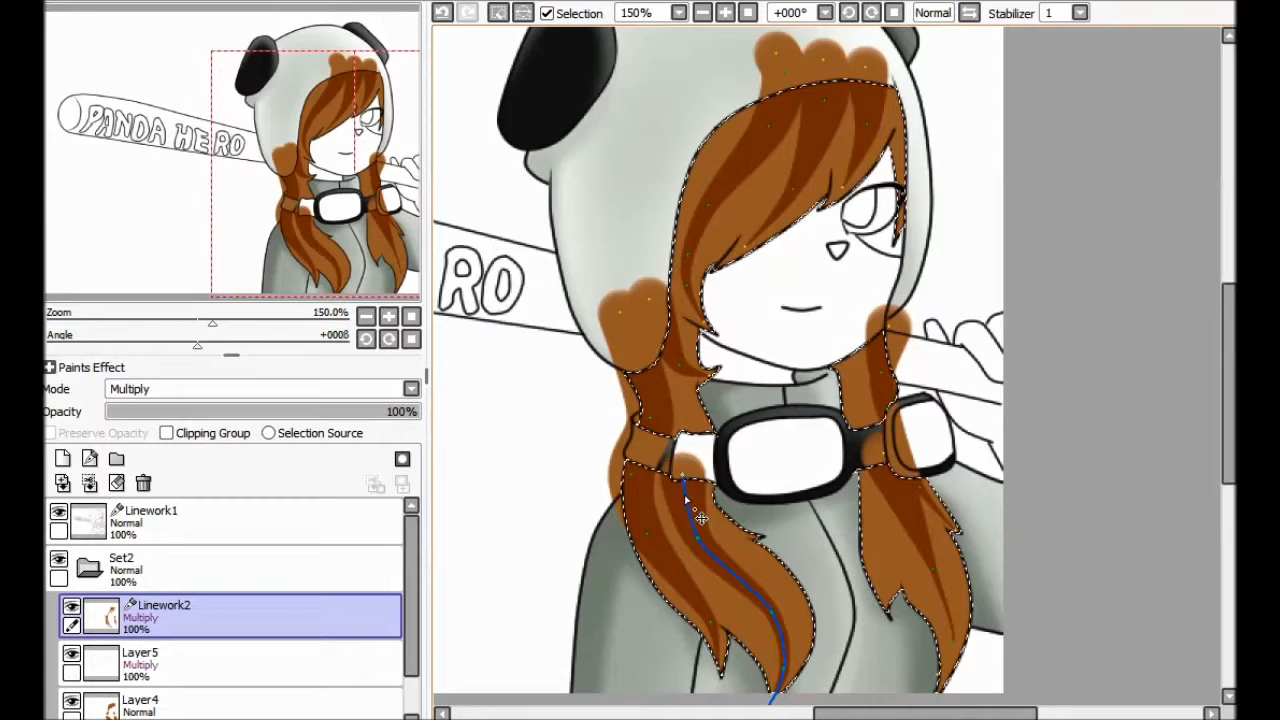 Selection 150% +000° Normal Stabilizer 1
PANDA HERO
RO
Zoom 150.0%
Angle +000ß
Paints Effect
Mode Multiply
Opacity 100%
Preserve Opacity Clipping Group Selection Source
Linework1
Normal
100%
Set2
Normal
100%
Linework2
Multiply
100%
Layer5
Multiply
100%
Layer4
Normal